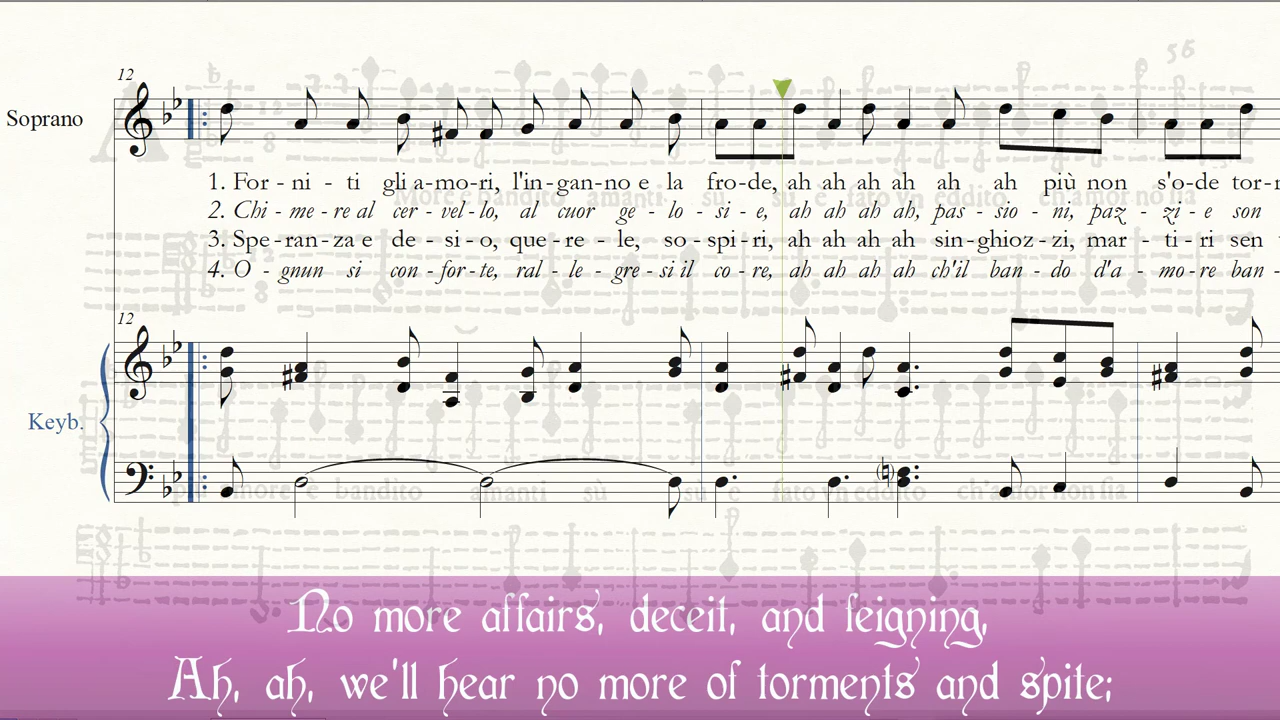 56
12
Soprano
1. For - ni - ti gli a-mo-ri, l'in-gan-no e la fro-de, ah ah ah ah ah ah più non s'o-de tor-
2. Chi - me - re al cer - vel - lo, al cuor ge - lo - si - e, ah ah ah ah, pas - sio - ni, paz - zi - e son
3. Spe-ran-za e de - si - o, que-re - le, so-spi-ri, ah ah ah ah sin-ghioz-zi, mar - ti-ri sen
4. O - gnun si con-for-te, ral-le-gre-si il co-re, ah ah ah ah ch'il ban-do d'a-mo-re ban-
12
Keyb.
amanti sù
No more affairs, deceit, and feigning,
Ah, ah, we'll hear no more of torments and spite;